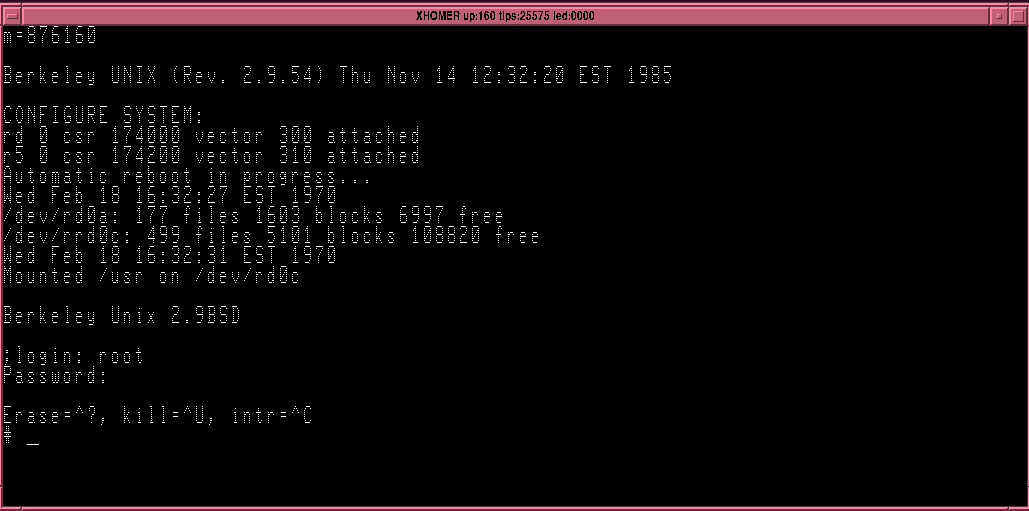 XHOMER up:160 tips:25575 led:0000
m=876160
Berkeley UNIX (Rev. 2.9.54) Thu Nov 14 12:32:20 EST 1985
CONFIGURE SYSTEM:
rd 0 csr 174000 vector 300 attached
r5 0 csr 174200 vector 310 attached
Automatic reboot in progress...
Wed Feb 18 16:32:27 EST 1970
/dev/rd0a: 177 files 1603 blocks 6997 free
/dev/rrd0c: 499 files 5101 blocks 108820 free
Wed Feb 18 16:32:31 EST 1970
Mounted /usr on /dev/rd0c
Berkeley Unix 2.9BSD
;login: root
Password:
Erase=^?, kill=^U, intr=^C
# _